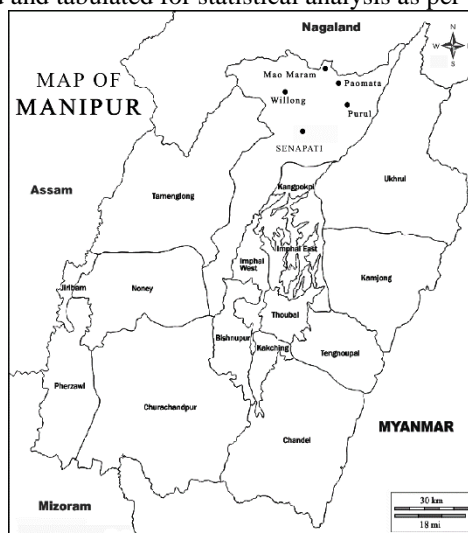 d and tabulated for statistical analysis as per
Nagaland
N
W
E
S
MAP OF
MANIPUR
Mao Maram
Paomata
Willong
Purul
SENAPATI
Assam
Kangpokpi
Ukhrul
Tamenglong
Imphal East
Imphal
West
Jiribam
Noney
Kamjong
Thoubal
Bishnupur
Kakching
Tengnoupal
Pherzawl
Churachandpur
Chandel
MYANMAR
Mizoram
30 km
18 mi